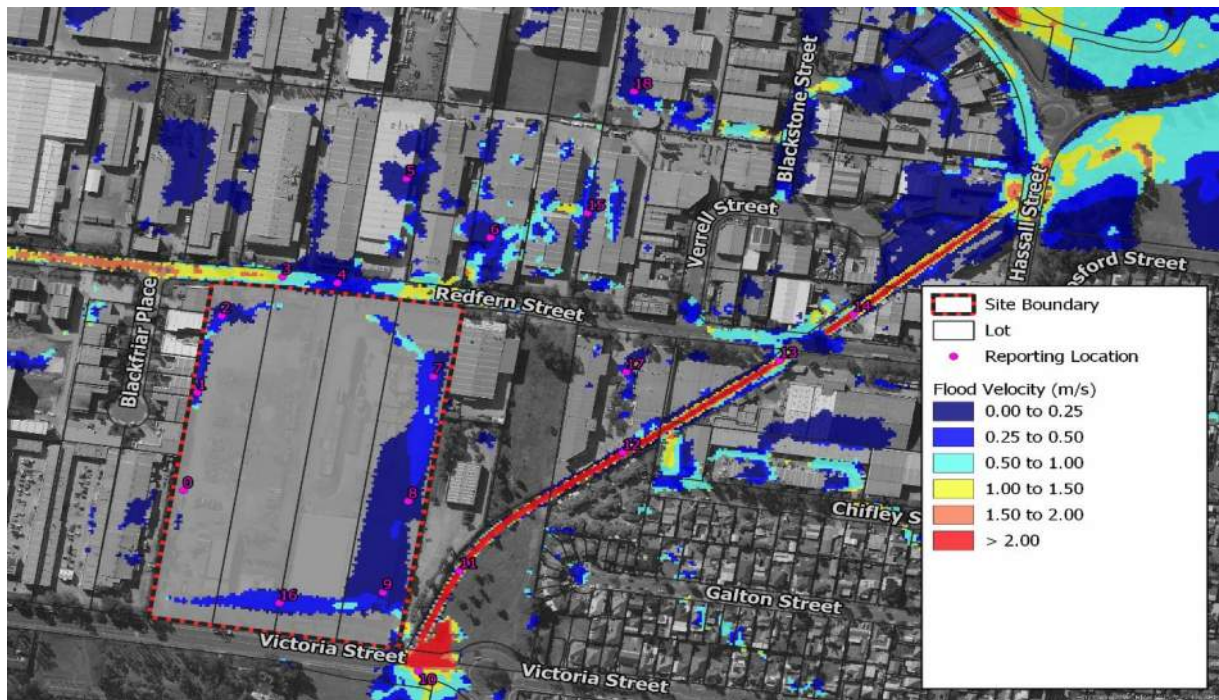 18
Blackstone Street
5
15
Verrell Street
6
Hassall Street
3
4
Redfern Street
Blackfriar Place
2
14
13
1
7
17
12
0
8
Chifley S
11
9
16
Galton Street
Victoria Street
10
Victoria Street
sford Street
Site Boundary
Lot
Reporting Location
Flood Velocity (m/s)
0.00 to 0.25
0.25 to 0.50
0.50 to 1.00
1.00 to 1.50
1.50 to 2.00
> 2.00